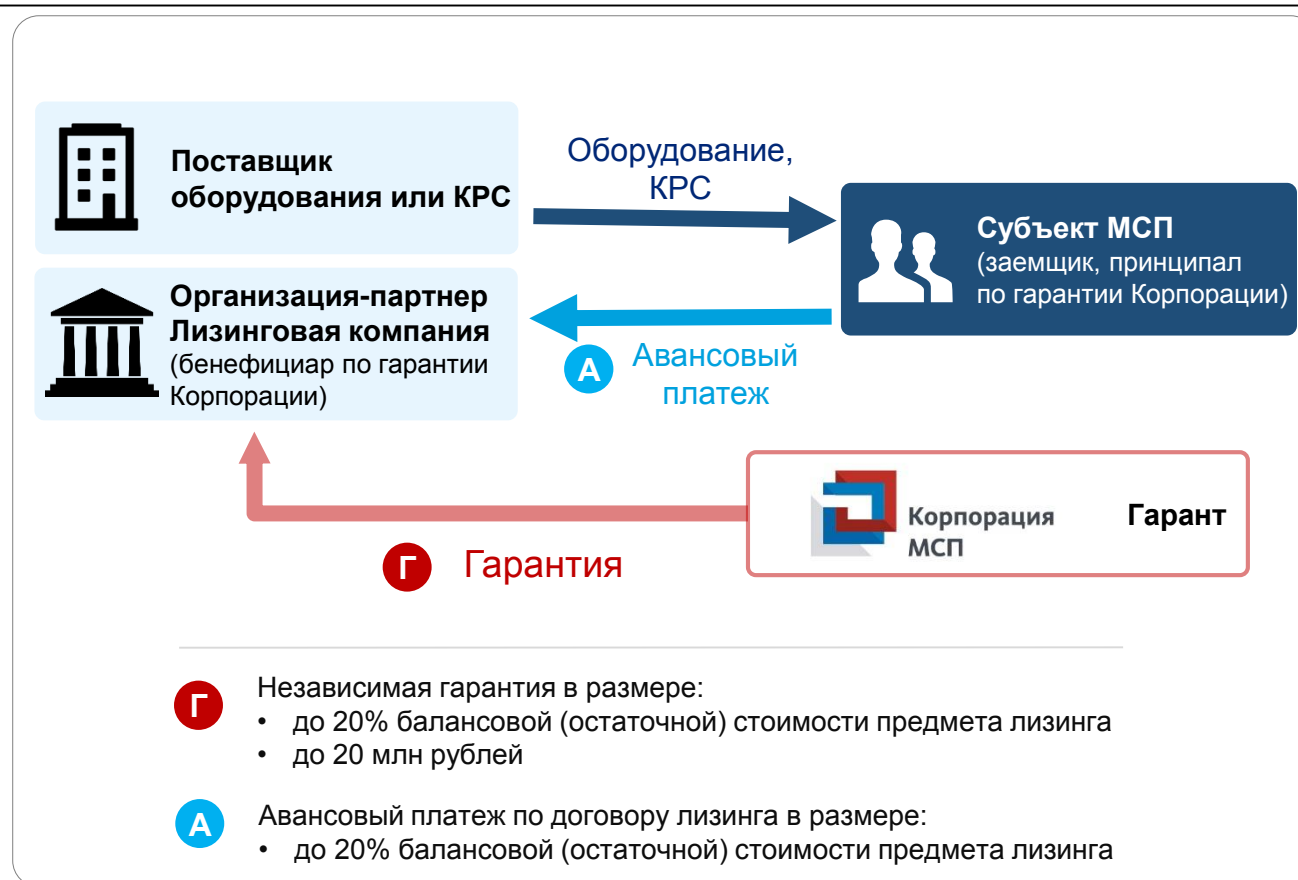 Поставщик
оборудования или КРС
Оборудование,
КРС
Субъект МСП
(заемщик, принципал
по гарантии Корпорации)
Организация-партнер
Лизинговая компания
(бенефициар по гарантии
Корпорации)
А
Авансовый
платеж
Корпорация
МСП
Гарант
Г
Гарантия
Г
Независимая гарантия в размере:
• до 20% балансовой (остаточной) стоимости предмета лизинга
• до 20 млн рублей
А
Авансовый платеж по договору лизинга в размере:
• до 20% балансовой (остаточной) стоимости предмета лизинга